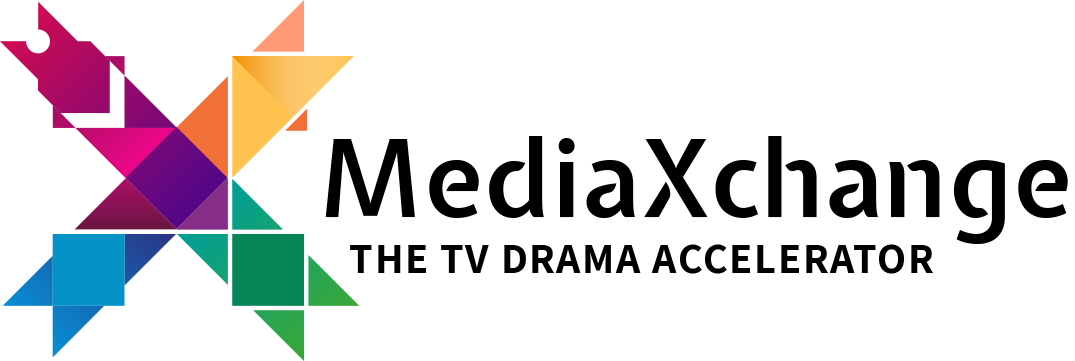 MediaXchange
THE TV DRAMA ACCELERATOR